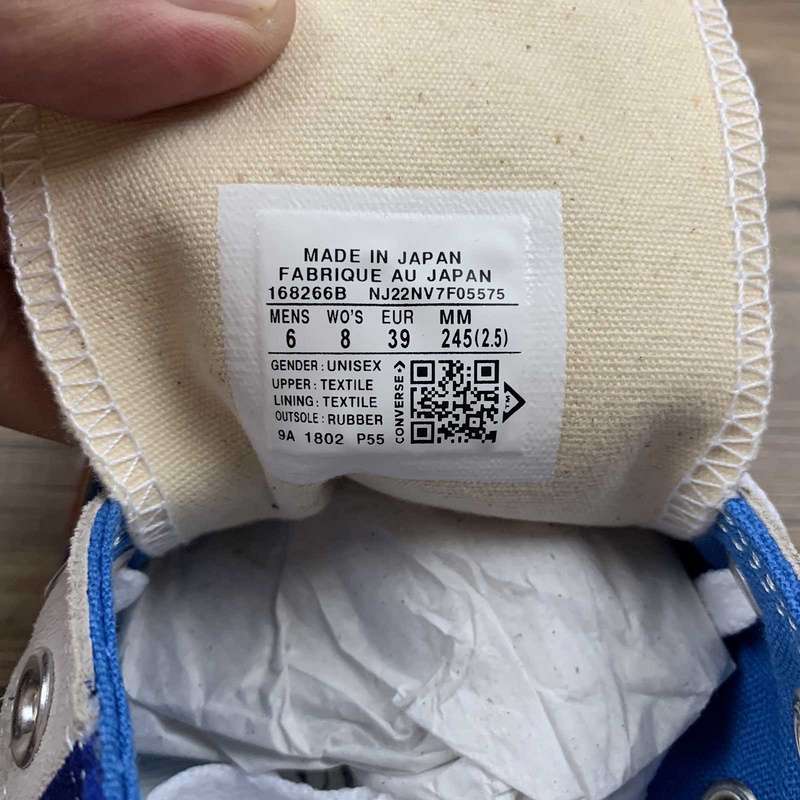 MADE IN JAPAN
FABRIQUE AU JAPAN
168266B NJ22NV7F05575
MENS WO'S EUR MM
6 8 39 245(2.5)
GENDER: UNISEX
UPPER: TEXTILE
LINING: TEXTILE
OUTSOLE: RUBBER
9A 1802 P55
CONVERSE
TM